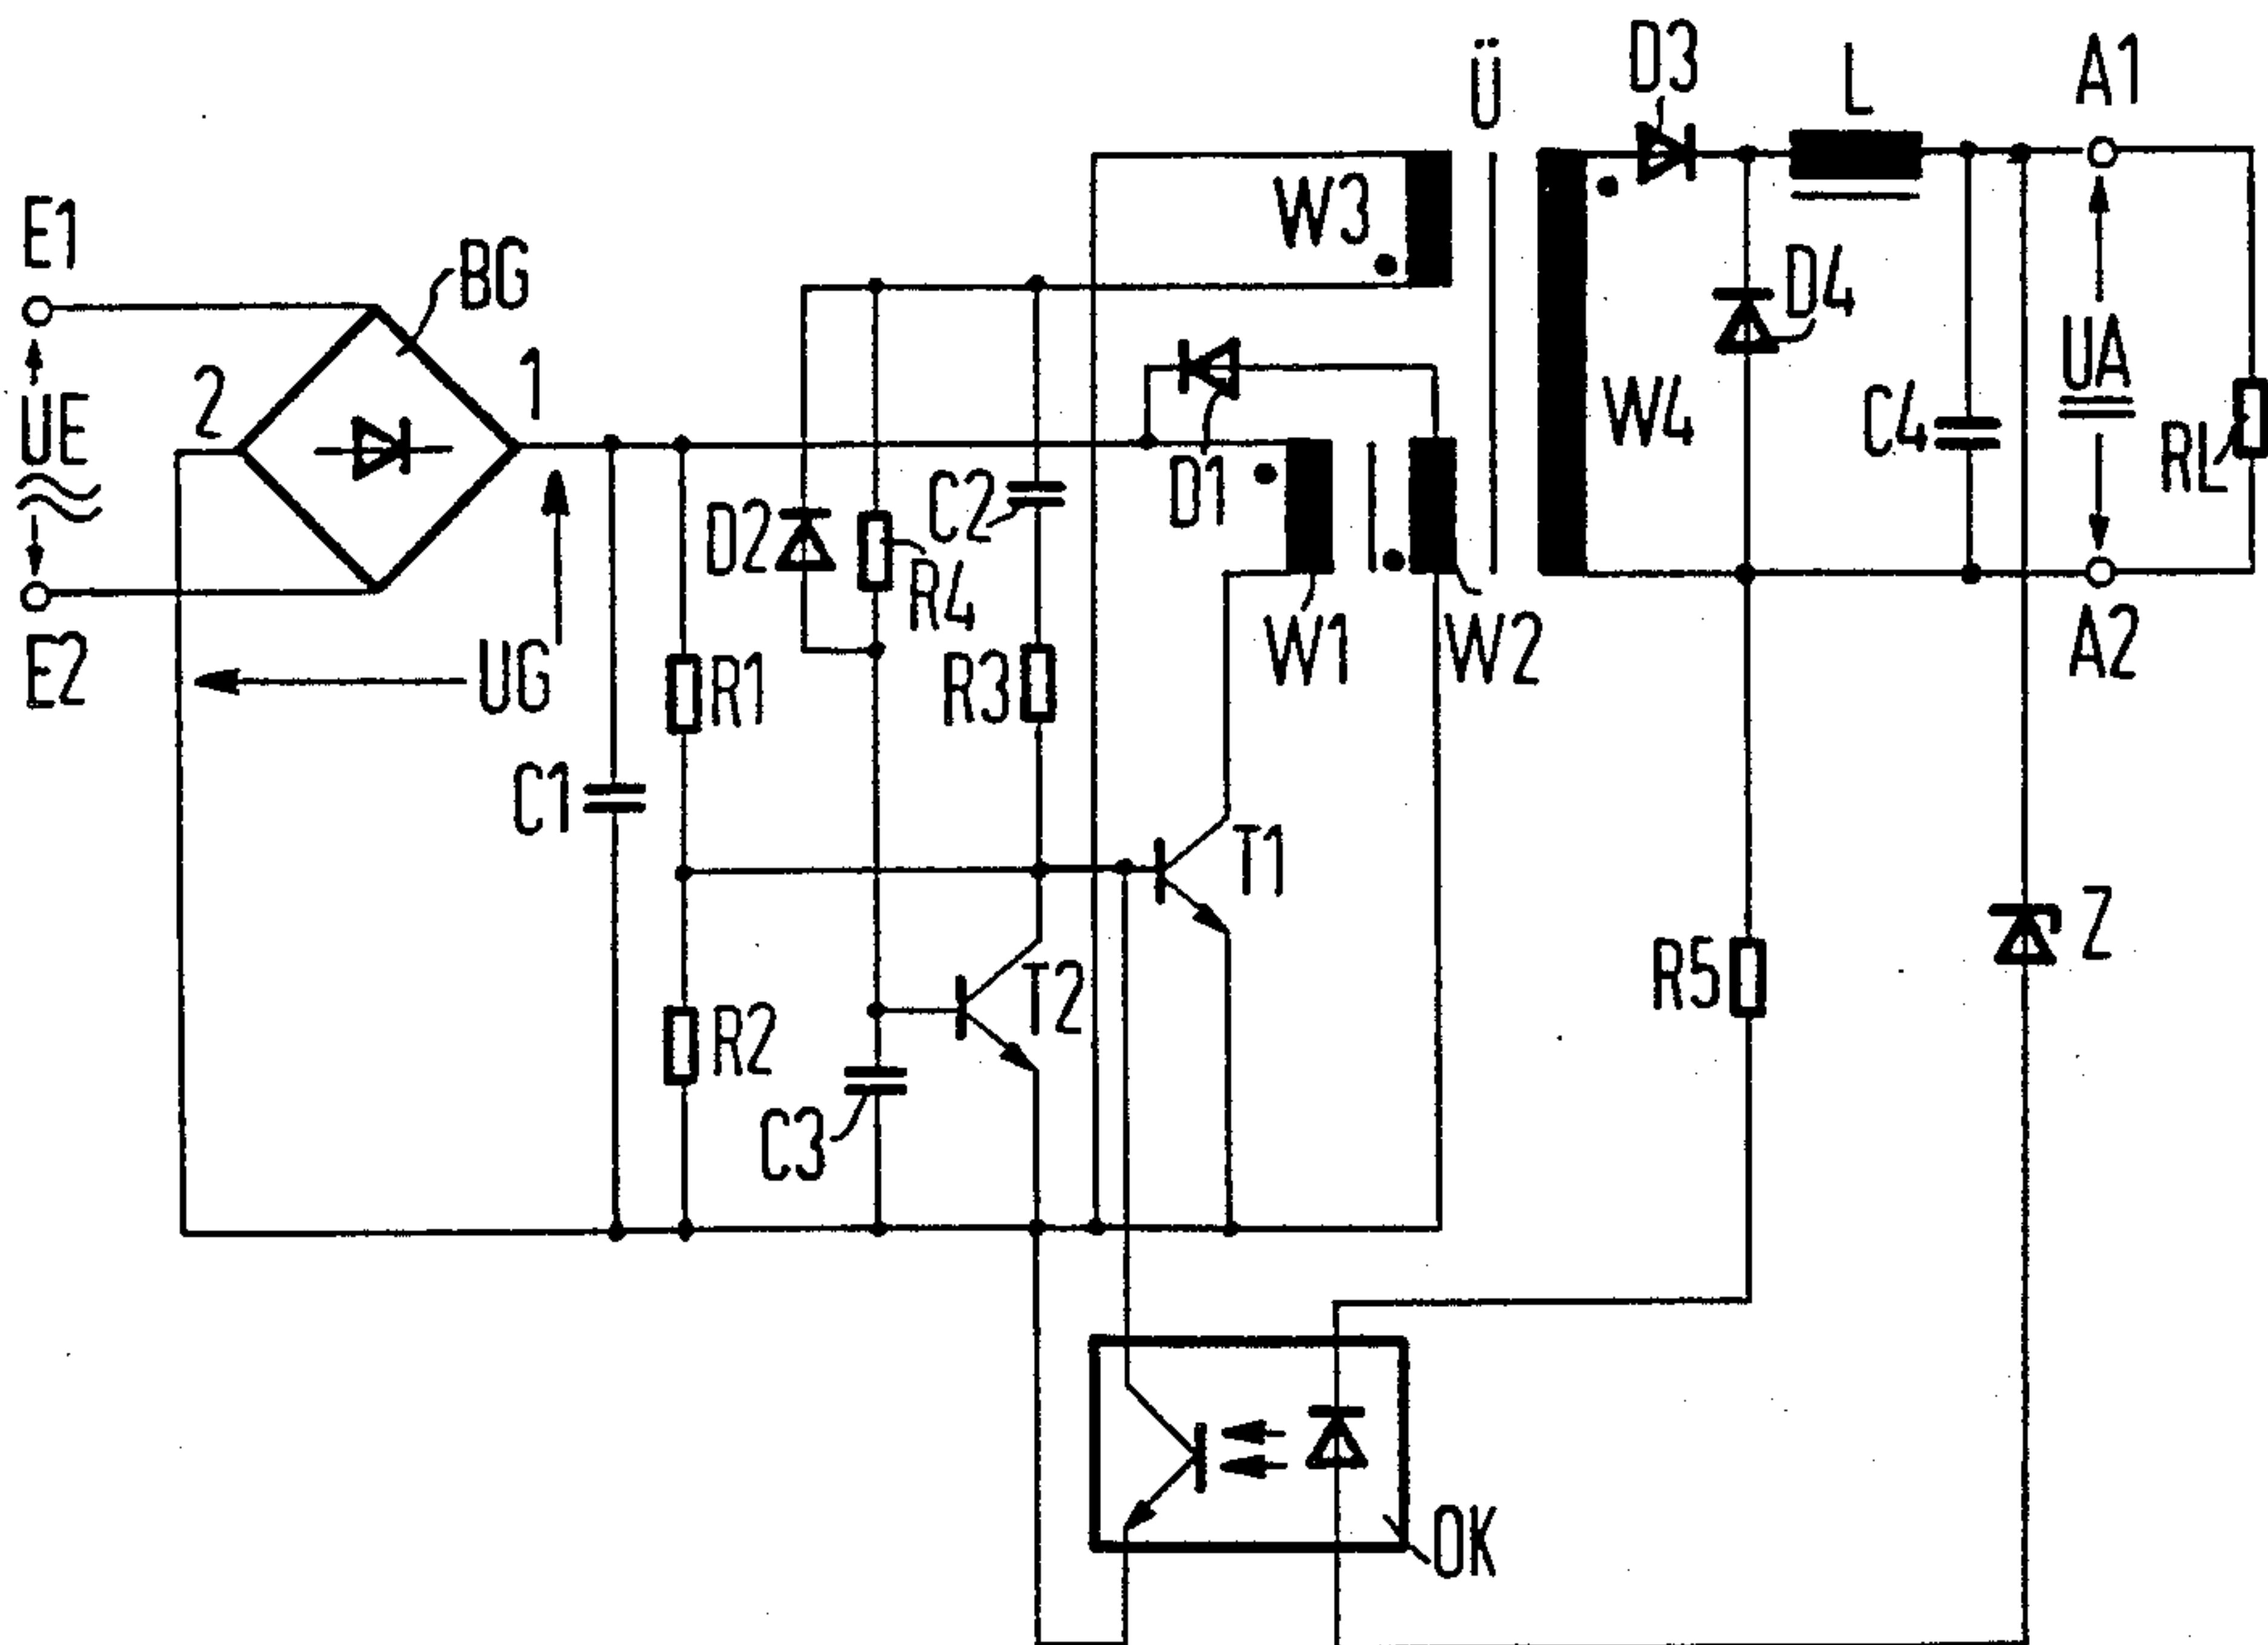 E1
UE
E2
BG
2
1
UG
C1
R1
R2
D2
R4
C2
R3
C3
T2
T1
W3
D1
W1
W2
Ü
W4
D3
L
D4
C4
A1
UA
A2
RL
R5
Z
OK